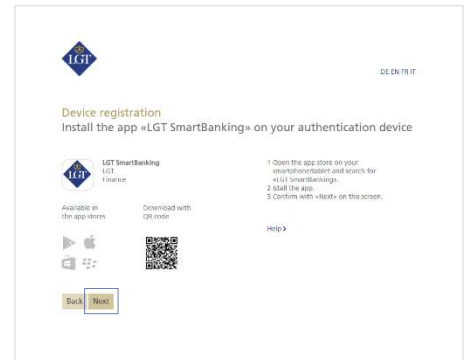 LGT
DE EN FR IT
Device registration
Install the app «LGT SmartBanking» on your authentication device
LGT
LGT SmartBanking
LGT
Finance
Available in
the app stores
Download with
QR code
1 Open the app store on your
smartphone/tablet and search for
«LGT SmartBanking».
2 Istall the app.
3 Confirm with «Next» on this screen.
Help >
Back
Next